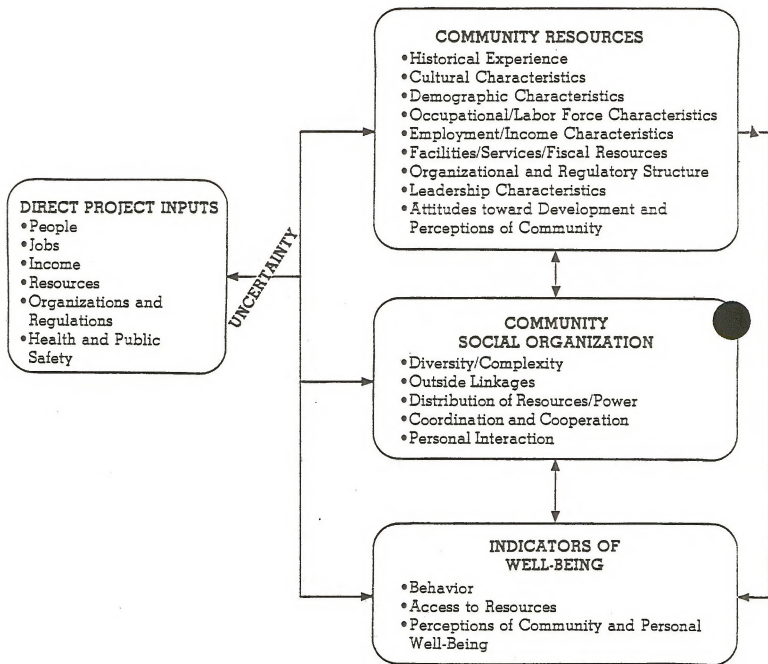 COMMUNITY RESOURCES
•Historical Experience
•Cultural Characteristics
•Demographic Characteristics
•Occupational/Labor Force Characteristics
•Employment/Income Characteristics
•Facilities/Services/Fiscal Resources
•Organizational and Regulatory Structure
•Leadership Characteristics
•Attitudes toward Development and
Perceptions of Community
DIRECT PROJECT INPUTS
•People
•Jobs
•Income
•Resources
•Organizations and
Regulations
•Health and Public
Safety
UNCERTAINTY
COMMUNITY
SOCIAL ORGANIZATION
•Diversity/Complexity
•Outside Linkages
•Distribution of Resources/Power
•Coordination and Cooperation
•Personal Interaction
INDICATORS OF
WELL-BEING
•Behavior
•Access to Resources
•Perceptions of Community and Personal
Well-Being